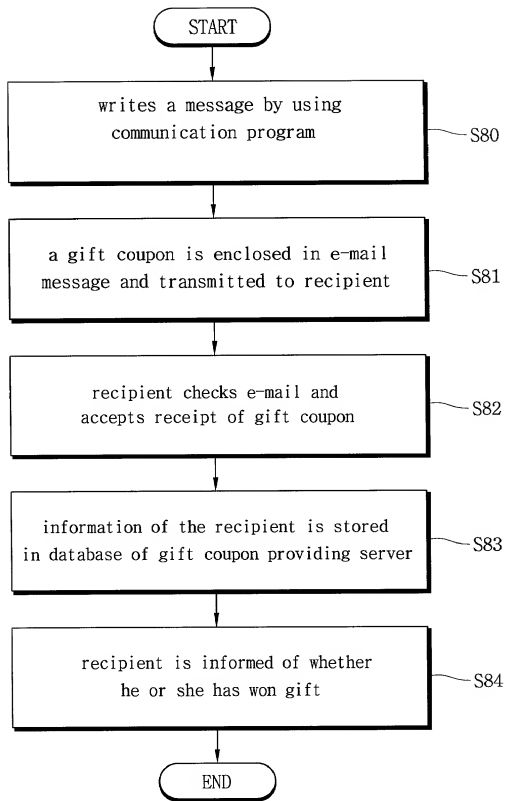 START
writes a message by using
communication program
S80
a gift coupon is enclosed in e-mail
message and transmitted to recipient
S81
recipient checks e-mail and
accepts receipt of gift coupon
S82
information of the recipient is stored
in database of gift coupon providing server
S83
recipient is informed of whether
he or she has won gift
S84
END